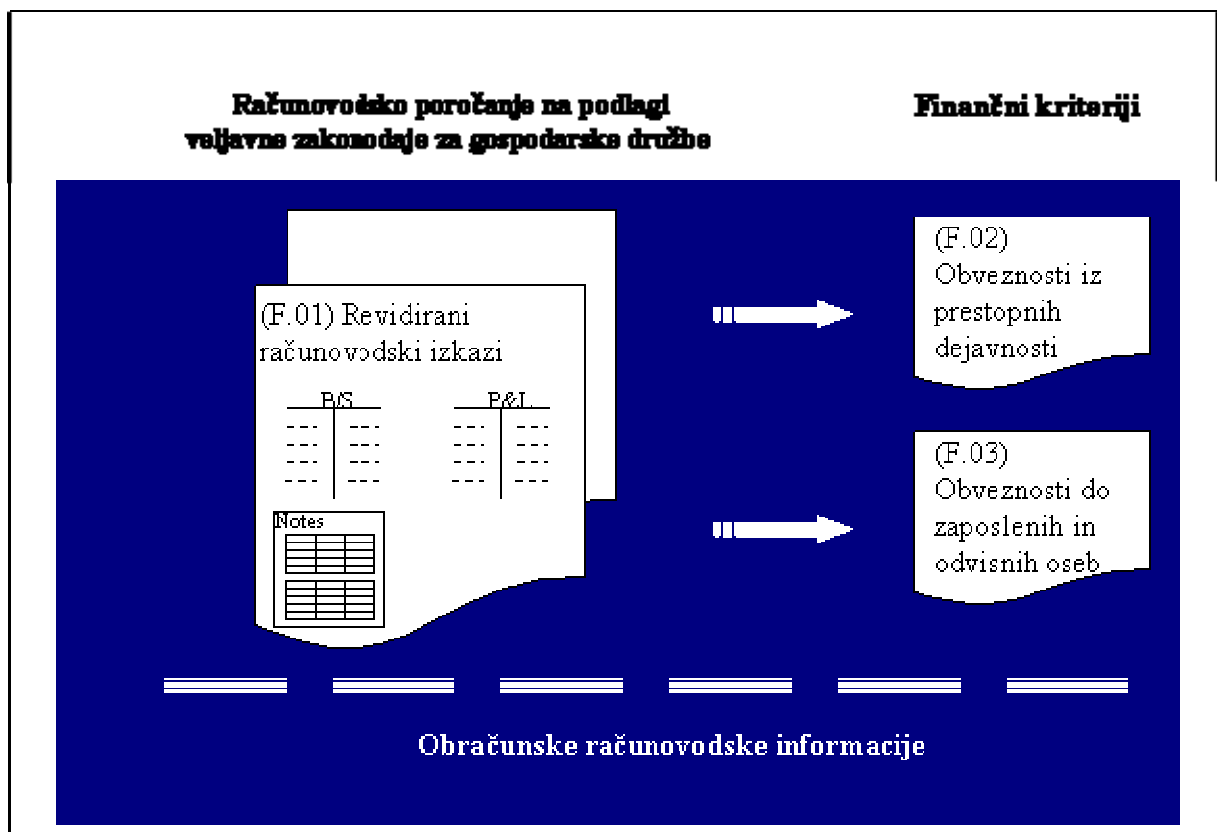 Računovodsko poročanje na podlagi
veljavne zakonodaje za gospodarske družbe
Finančni kriteriji
(F.01) Revidirani
računovodski izkazi
B/S
P&L
Notes
(F.02)
Obveznosti iz
prestopnih
dejavnosti
(F.03)
Obveznosti do
zaposlenih in
odvisnih oseb
Obračunske računovodske informacije